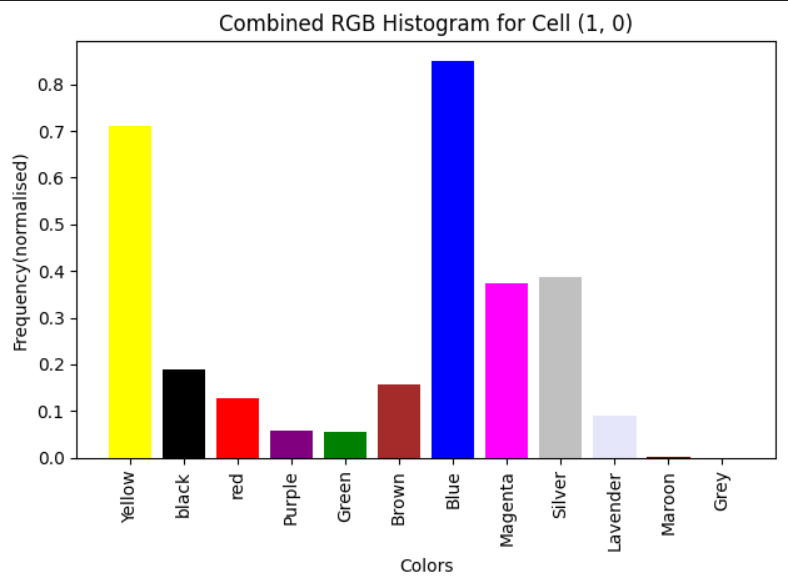 Combined RGB Histogram for Cell (1, 0)
Frequency(normalised)
0.8
0.7
0.6
0.5
0.4
0.3
0.2
0.1
0.0
Yellow
black
red
Purple
Green
Brown
Blue
Magenta
Silver
Lavender
Maroon
Grey
Colors